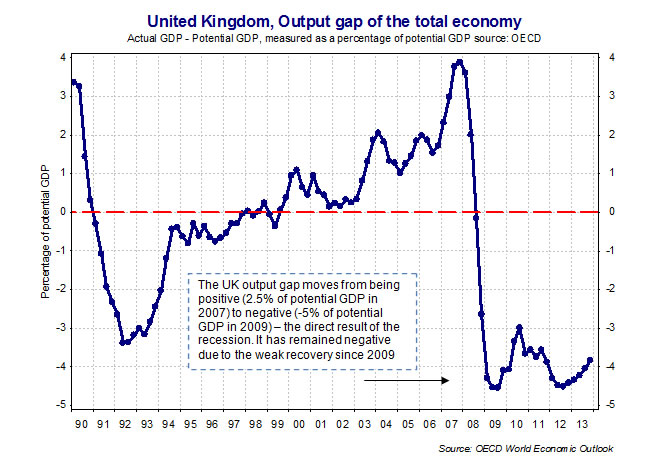 United Kingdom, Output gap of the total economy
Actual GDP - Potential GDP, measured as a percentage of potential GDP source: OECD
Percentage of potential GDP
4
3
2
1
0
-1
-2
-3
-4
-5
4
3
2
1
0
-1
-2
-3
-4
-5
The UK output gap moves from being
positive (2.5% of potential GDP in
2007) to negative (-5% of potential
GDP in 2009) – the direct result of the
recession. It has remained negative
due to the weak recovery since 2009
90 91 92 93 94 95 96 97 98 99 00 01 02 03 04 05 06 07 08 09 10 11 12 13
Source: OECD World Economic Outlook